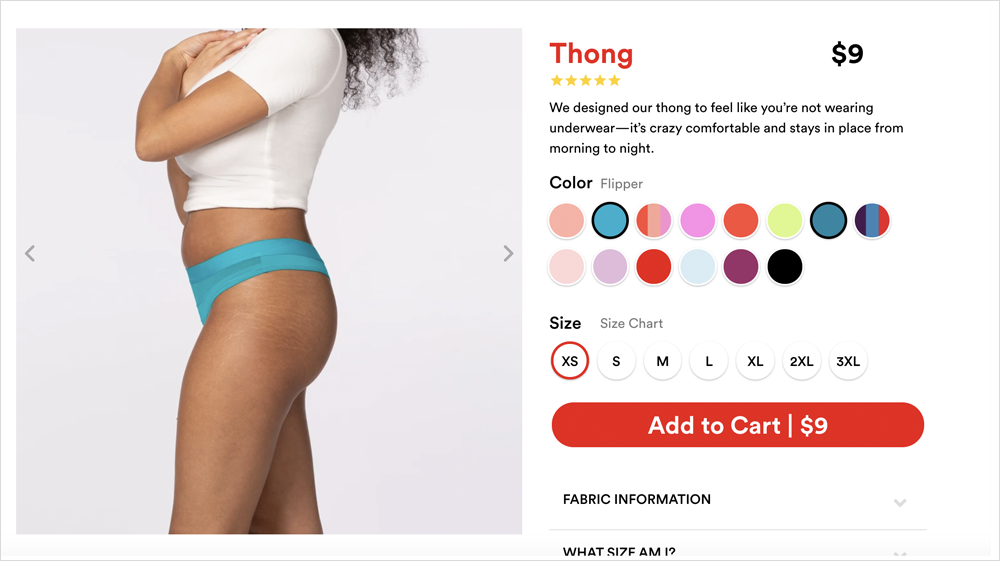 Thong
$9
We designed our thong to feel like you’re not wearing
underwear—it’s crazy comfortable and stays in place from
morning to night.
Color Flipper
Size Size Chart
XS S M L XL 2XL 3XL
Add to Cart | $9
FABRIC INFORMATION
WHAT SIZE AM I?